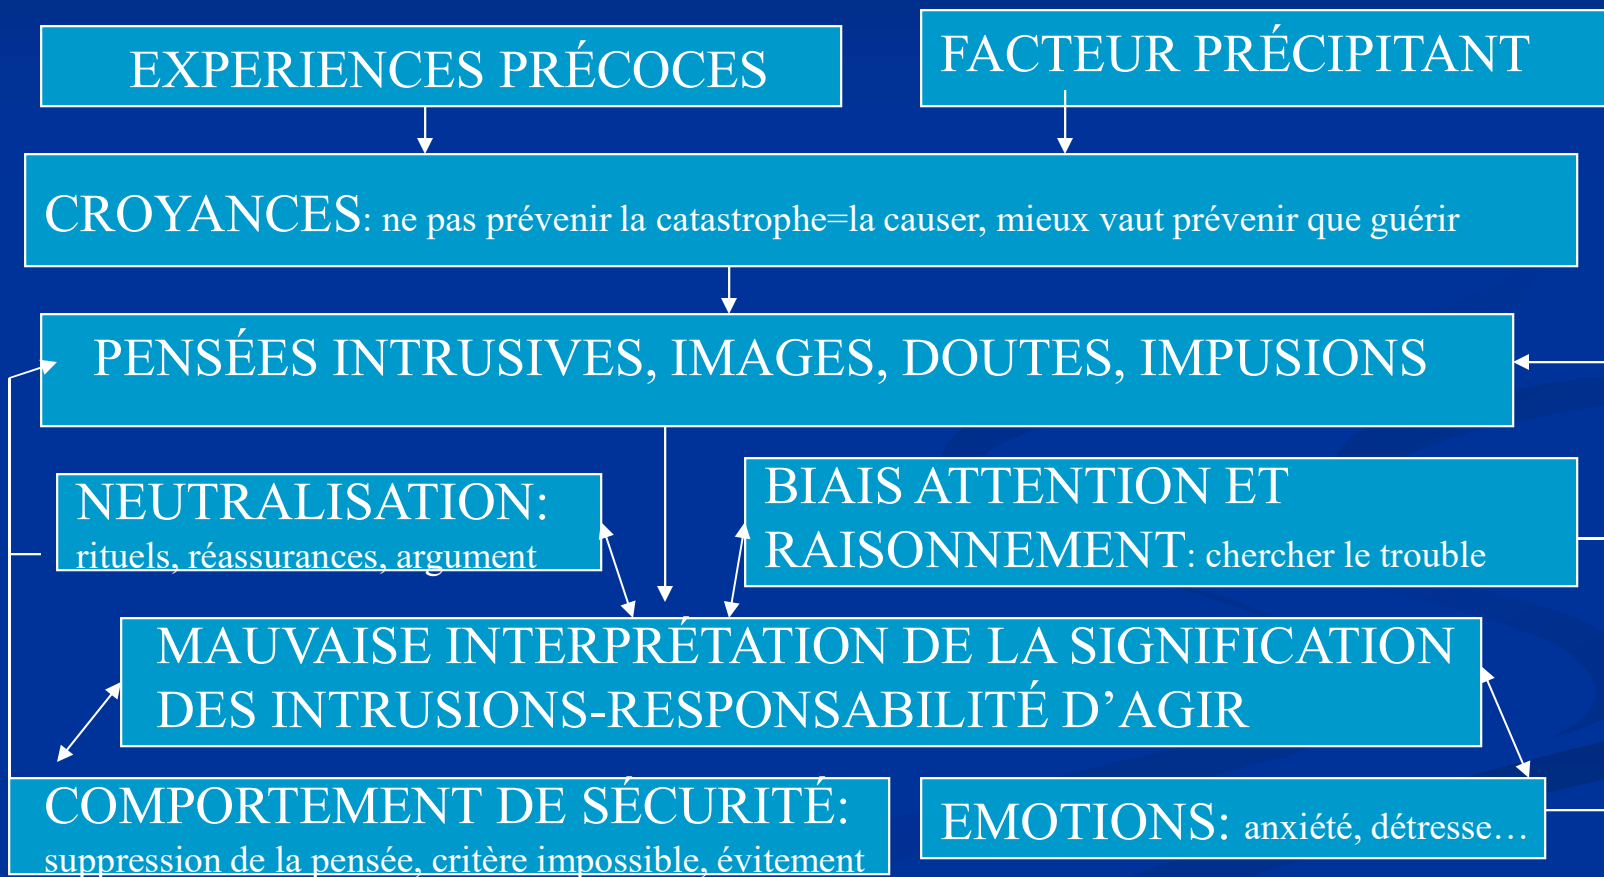 EXPERIENCES PRÉCOCES
FACTEUR PRÉCIPITANT
CROYANCES: ne pas prévenir la catastrophe=la causer, mieux vaut prévenir que guérir
PENSÉES INTRUSIVES, IMAGES, DOUTES, IMPUSIONS
NEUTRALISATION:
rituels, réassurances, argument
BIAIS ATTENTION ET
RAISONNEMENT: chercher le trouble
MAUVAISE INTERPRÉTATION DE LA SIGNIFICATION
DES INTRUSIONS-RESPONSABILITÉ D’AGIR
COMPORTEMENT DE SÉCURITÉ:
suppression de la pensée, critère impossible, évitement
EMOTIONS: anxiété, détresse…